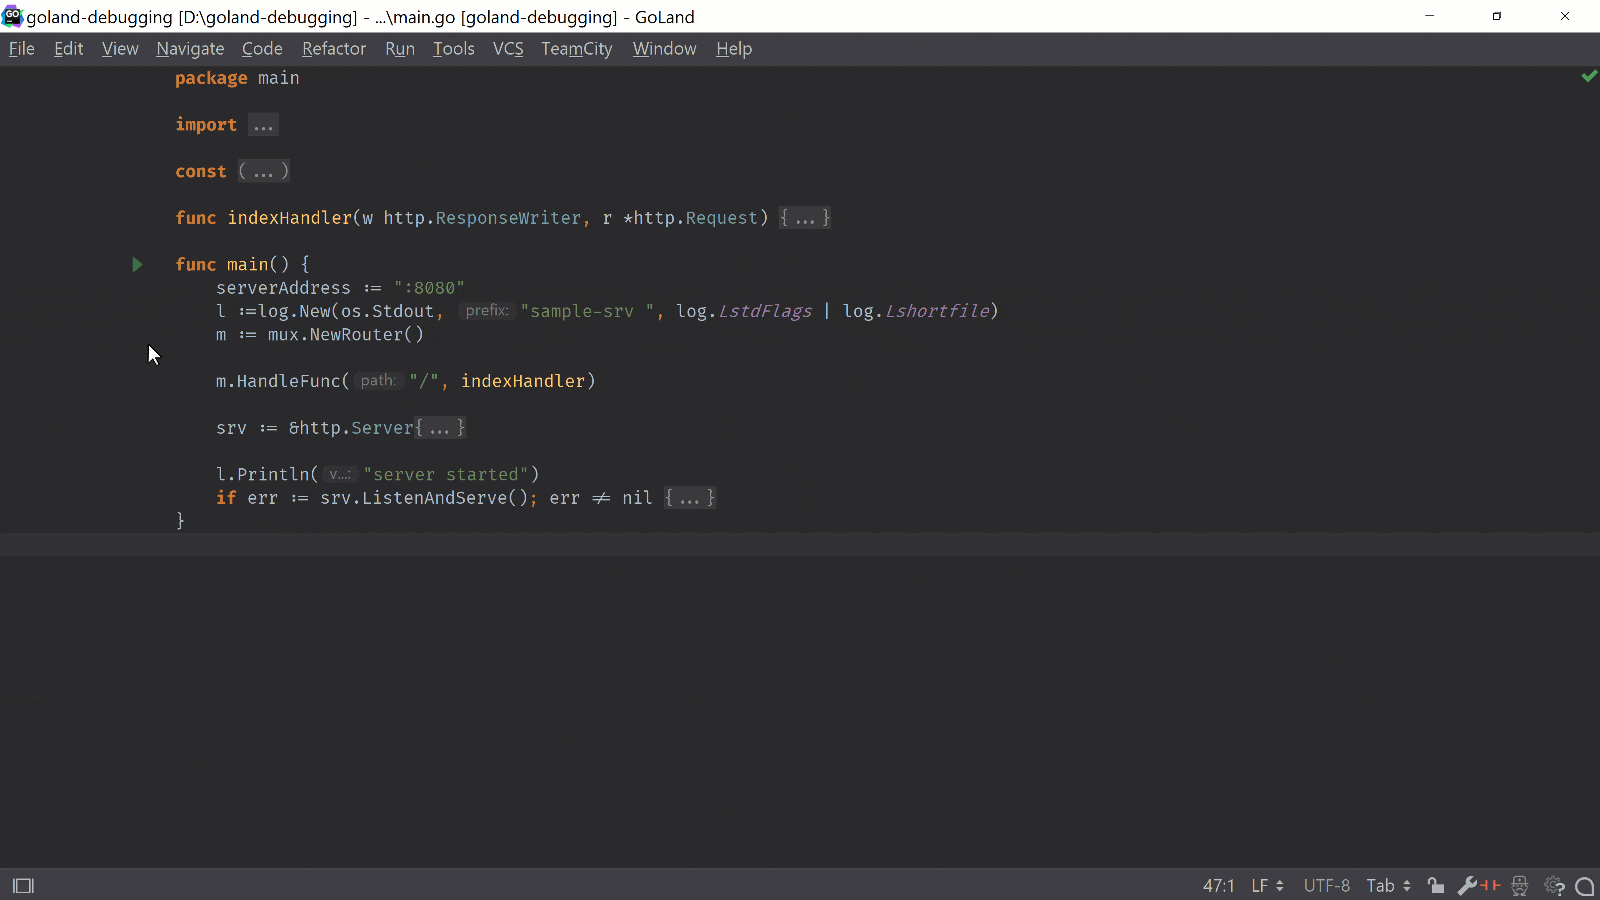 GO goland-debugging [D:\goland-debugging] - ...\main.go [goland-debugging] - GoLand
File Edit View Navigate Code Refactor Run Tools VCS TeamCity Window Help
package main
import ...
const (...)
func indexHandler(w http.ResponseWriter, r *http.Request) {...}
func main() {
serverAddress := ":8080"
l :=log.New(os.Stdout, prefix: "sample-srv ", log.LstdFlags | log.Lshortfile)
m := mux.NewRouter()
m.HandleFunc( path: "/", indexHandler)
srv := &http.Server{...}
l.Println( v...: "server started")
if err := srv.ListenAndServe(); err ≠ nil {...}
}
47:1 LF UTF-8 Tab